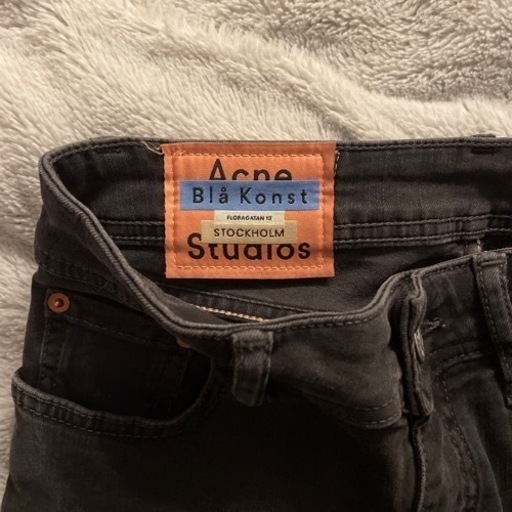 Acne
Blå Konst
FLORAGATAN 13
STOCKHOLM
Studios